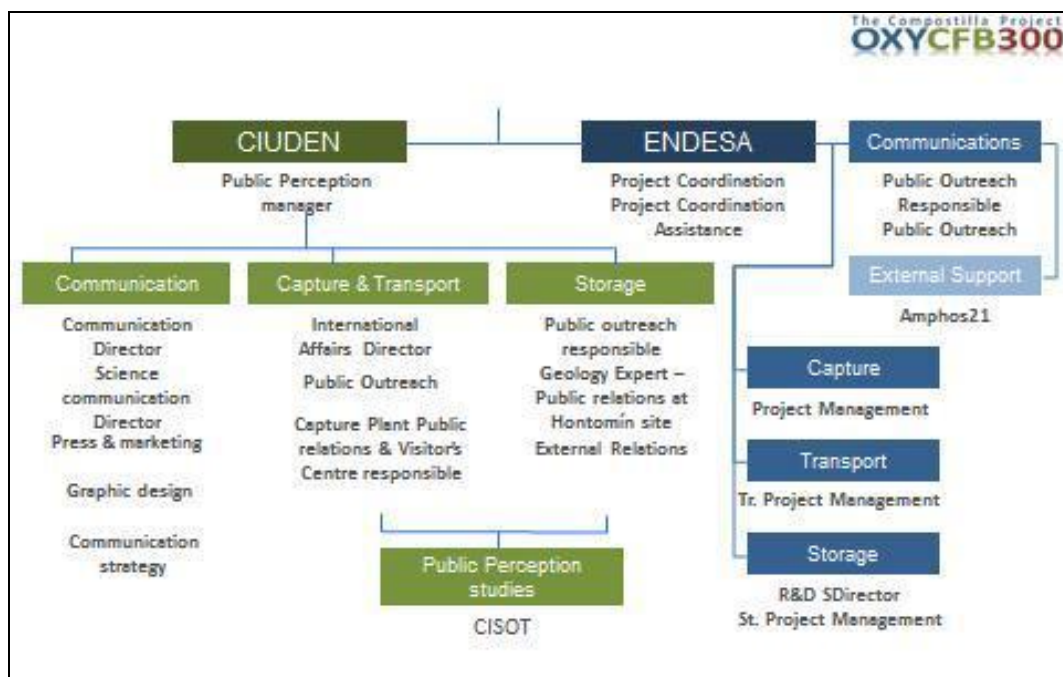 The Compostilla Project
OXYCFB300
CIUDEN
Public Perception
manager
ENDESA
Project Coordination
Project Coordination
Assistance
Communications
Public Outreach
Responsible
Public Outreach
External Support
Amphos21
Communication
Communication
Director
Science
communication
Director
Press & marketing
Graphic design
Communication
strategy
Capture & Transport
International
Affairs Director
Public Outreach
Capture Plant Public
relations & Visitor's
Centre responsible
Storage
Public outreach
responsible
Geology Expert –
Public relations at
Hontomín site
External Relations
Public Perception
studies
CISOT
Capture
Project Management
Transport
Tr. Project Management
Storage
R&D SDirector
St. Project Management